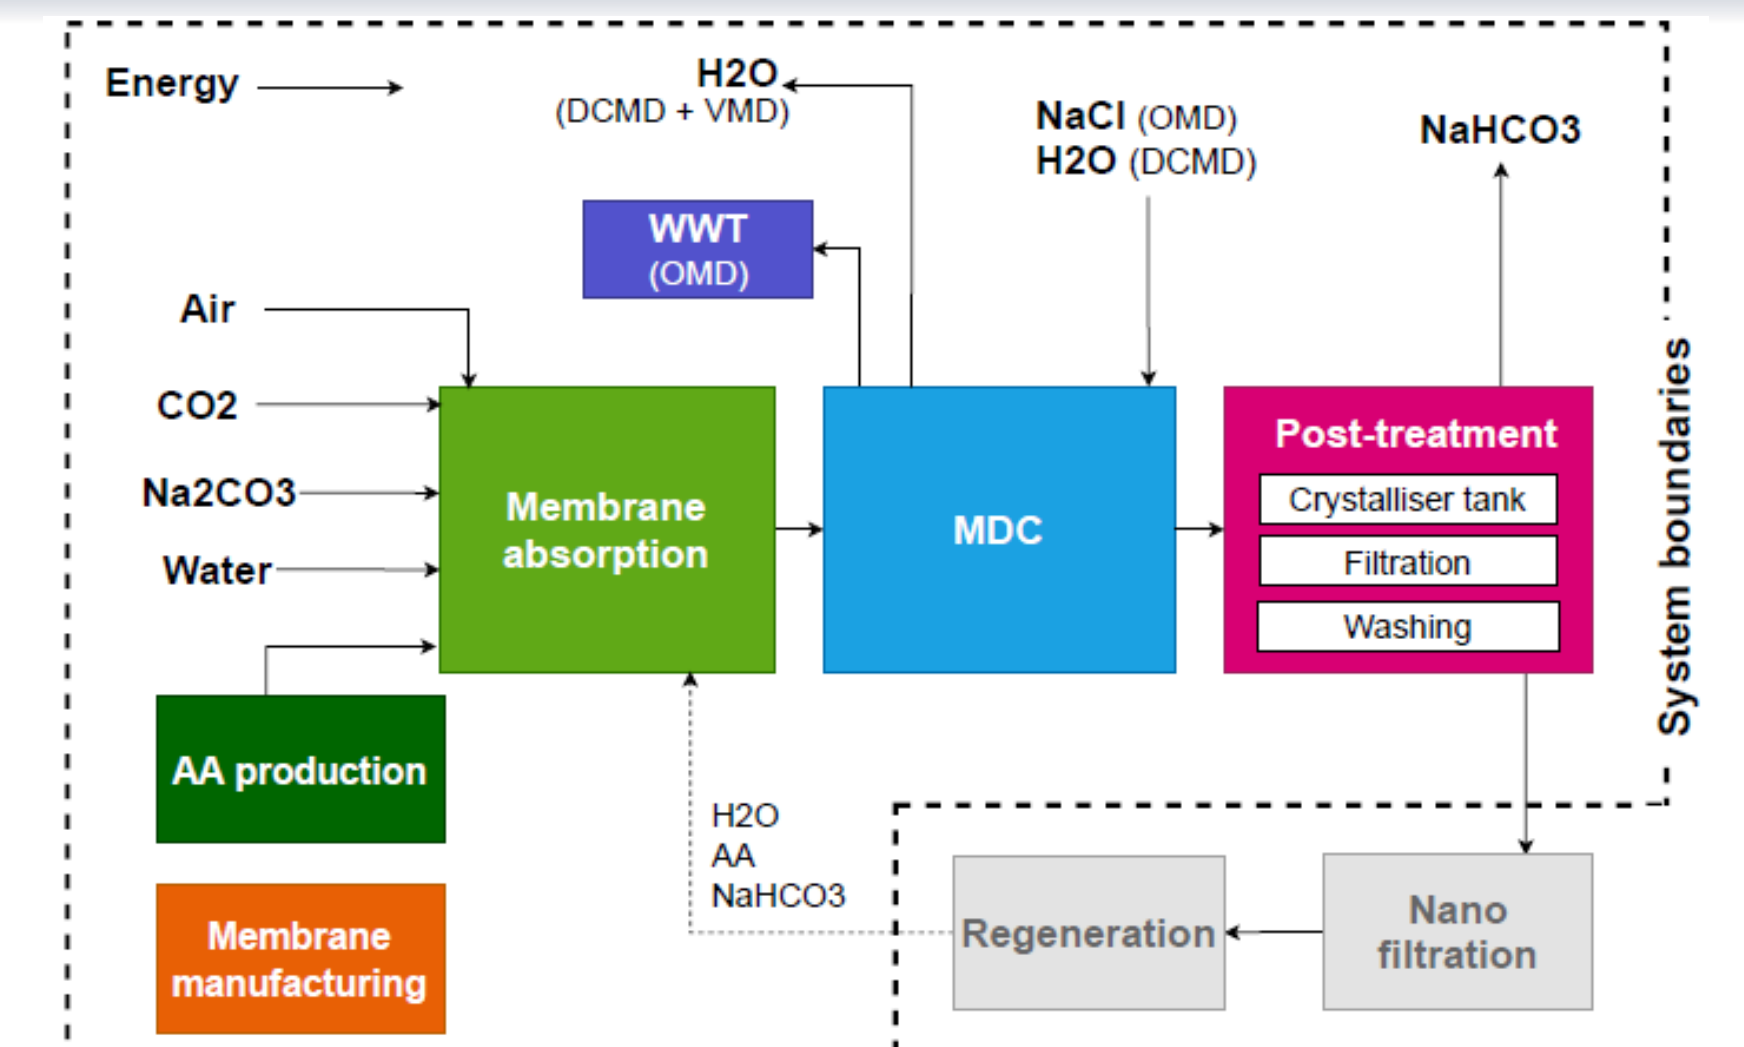 Energy
H2O
(DCMD + VMD)
NaCl (OMD)
H2O (DCMD)
NaHCO3
WWT
(OMD)
Air
CO2
Na2CO3
Water
Membrane
absorption
MDC
Post-treatment
Crystalliser tank
Filtration
Washing
System boundaries
AA production
H2O
AA
NaHCO3
Membrane
manufacturing
Regeneration
Nano
filtration